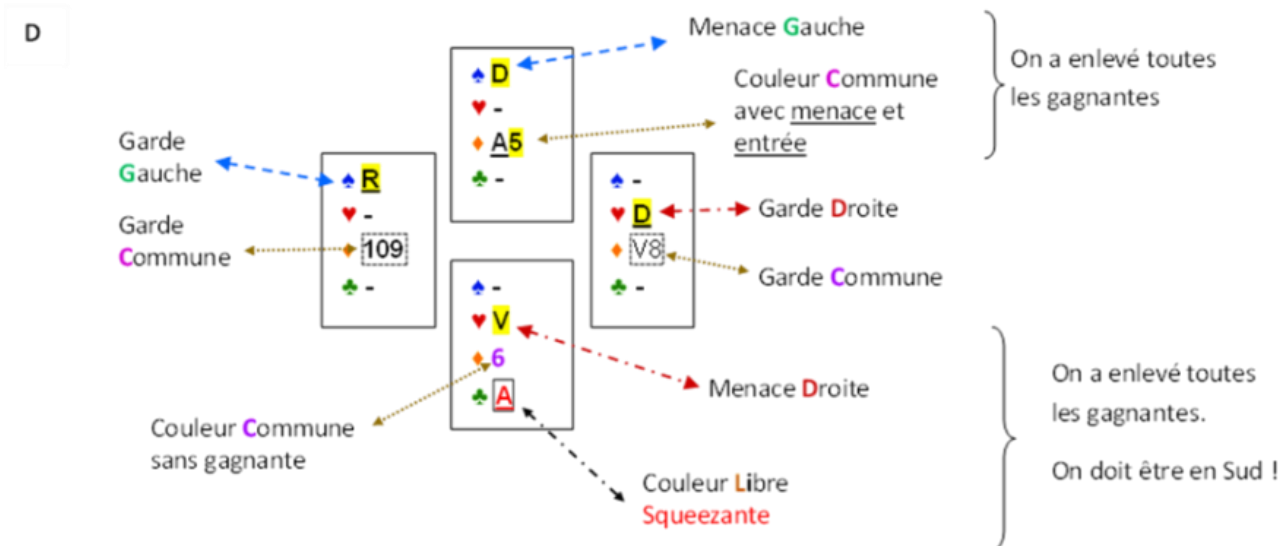 D
Menace Gauche
Couleur Commune
avec menace et
entrée
On a enlevé toutes
les gagnantes
♠ D
♥ -
♦ A5
♣ -
Garde
Gauche
Garde
Commune
♠ R
♥ -
♦ 109
♣ -
♠ -
♥ D
♦ V8
♣ -
Garde Droite
Garde Commune
♠ -
♥ V
♦ 6
♣ A
Menace Droite
Couleur Commune
sans gagnante
Couleur Libre
Squeezante
On a enlevé toutes
les gagnantes.
On doit être en Sud !